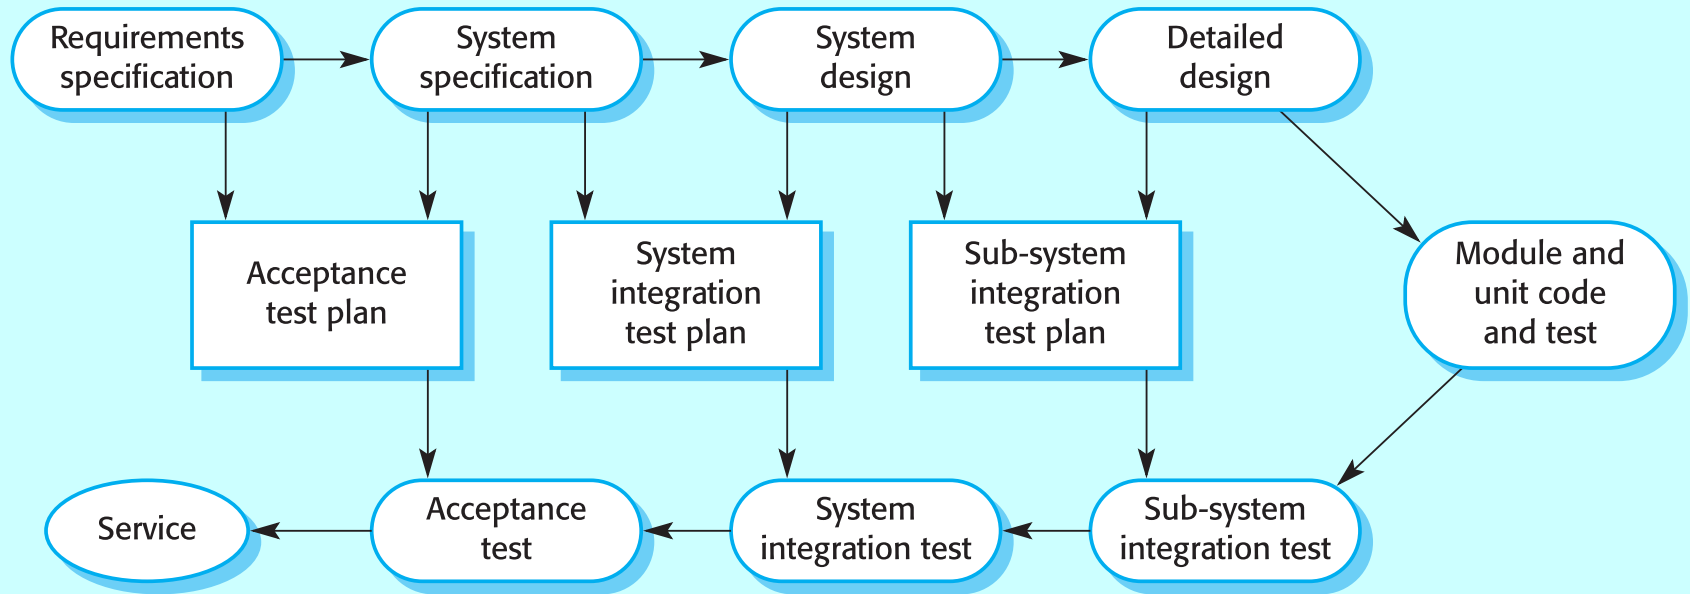 Requirements
specification
System
specification
System
design
Detailed
design
Acceptance
test plan
System
integration
test plan
Sub-system
integration
test plan
Module and
unit code
and test
Service
Acceptance
test
System
integration test
Sub-system
integration test